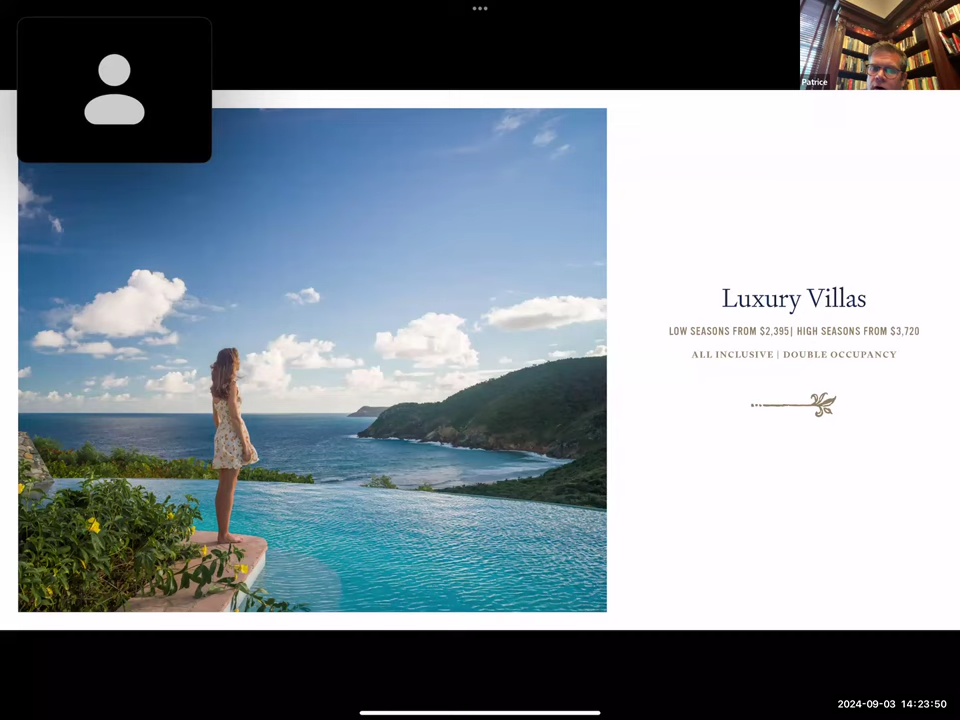 Patrice
Luxury Villas
LOW SEASONS FROM $2,395| HIGH SEASONS FROM $3,720
ALL INCLUSIVE | DOUBLE OCCUPANCY
2024-09-03 14:23:50